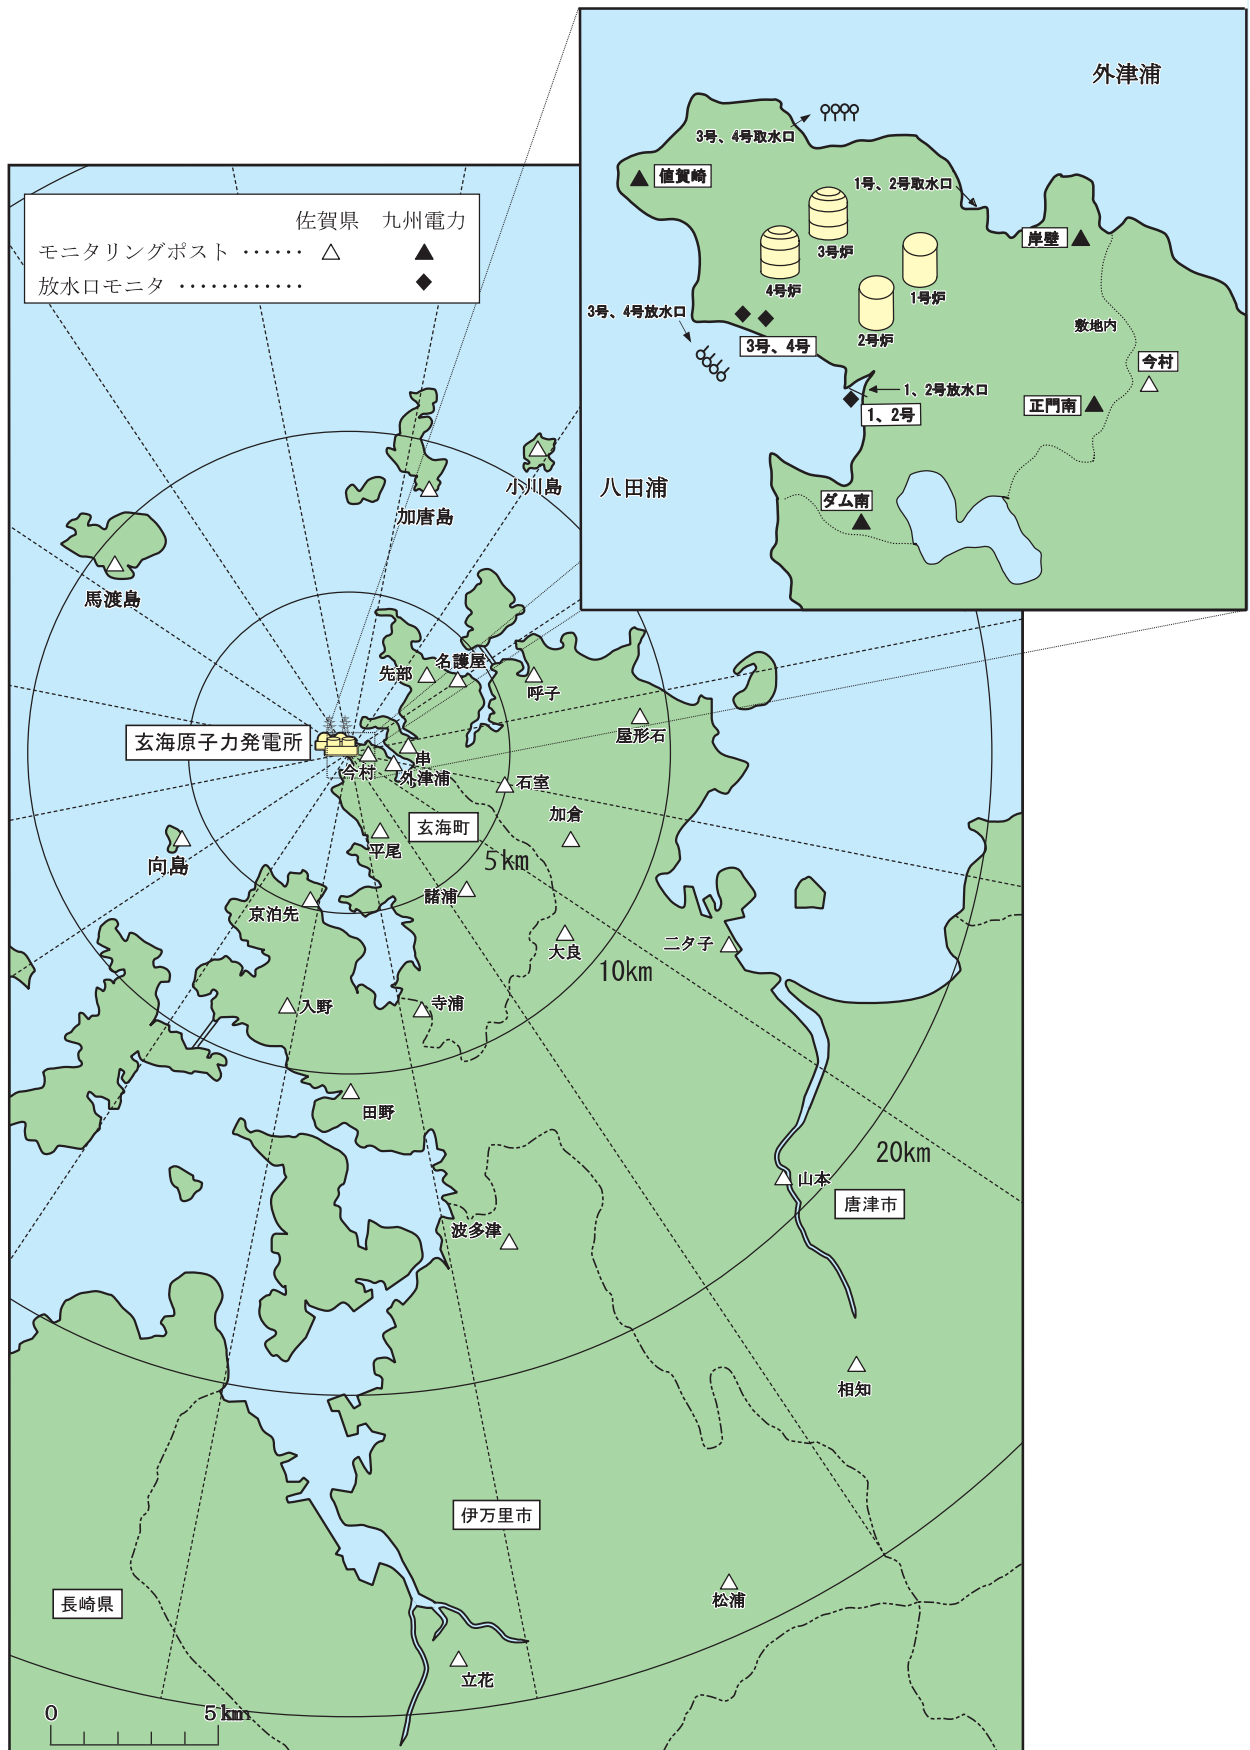 外津浦
3号、4号取水口
値賀崎
1号、2号取水口
岸壁
3号炉
4号炉
1号炉
2号炉
3号、4号放水口
3号、4号
敷地内
今村
1、2号放水口
1、2号
正門南
八田浦
ダム南
佐賀県 九州電力
モニタリングポスト ‥‥‥ △ ▲
放水口モニタ ‥‥‥‥‥‥ ◆
小川島
加唐島
馬渡島
先部
名護屋
呼子
屋形石
玄海原子力発電所
串
今村
外津浦
石室
加倉
玄海町
平尾
向島
5km
諸浦
京泊先
大良
二タ子
10km
入野
寺浦
田野
20km
山本
唐津市
波多津
相知
伊万里市
松浦
長崎県
立花
0 5km